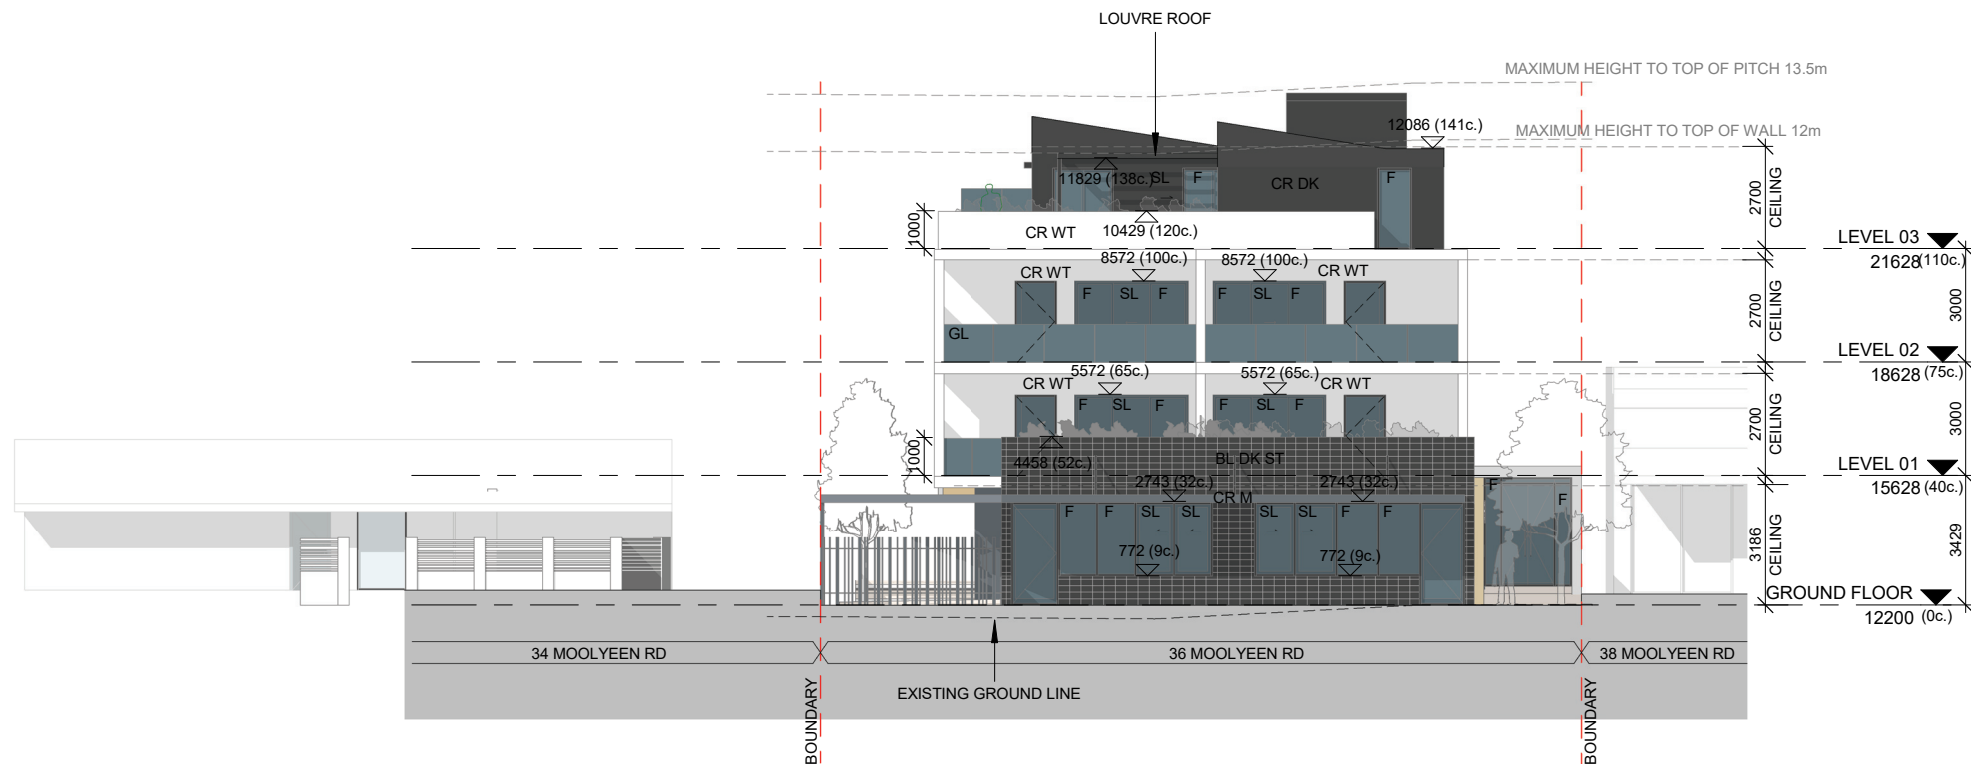 LOUVRE ROOF
MAXIMUM HEIGHT TO TOP OF PITCH 13.5m
12086 (141c.)
MAXIMUM HEIGHT TO TOP OF WALL 12m
11829 (138c.)
SL
F
CR DK
F
2700
CEILING
1000
CR WT
10429 (120c.)
LEVEL 03
21628 (110c.)
8572 (100c.)
8572 (100c.)
CR WT
CR WT
F
SL
F
F
SL
F
GL
2700
CEILING
3000
LEVEL 02
18628 (75c.)
5572 (65c.)
5572 (65c.)
CR WT
CR WT
F
SL
F
F
SL
F
2700
CEILING
3000
1000
4458 (52c.)
BL DK ST
LEVEL 01
15628 (40c.)
2743 (32c.)
2743 (32c.)
CR M
F
F
F
F
SL
SL
SL
SL
F
F
772 (9c.)
772 (9c.)
3186
CEILING
3429
GROUND FLOOR
12200 (0c.)
34 MOOLYEEN RD
36 MOOLYEEN RD
38 MOOLYEEN RD
EXISTING GROUND LINE
BOUNDARY
BOUNDARY